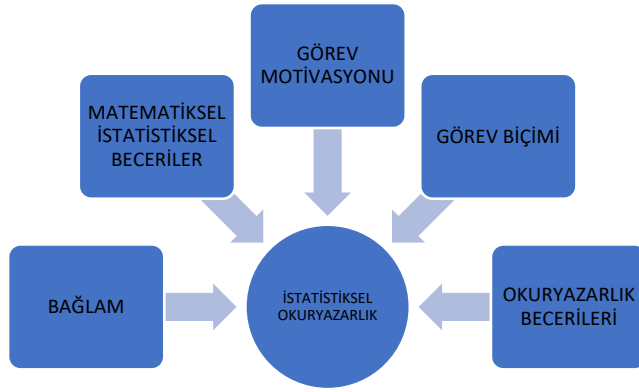 GÖREV
MOTİVASYONU
MATEMATİKSEL
İSTATİSTİKSEL
BECERİLER
GÖREV BİÇİMİ
BAĞLAM
İSTATİSTİKSEL
OKURYAZARLIK
OKURYAZARLIK
BECERİLERİ